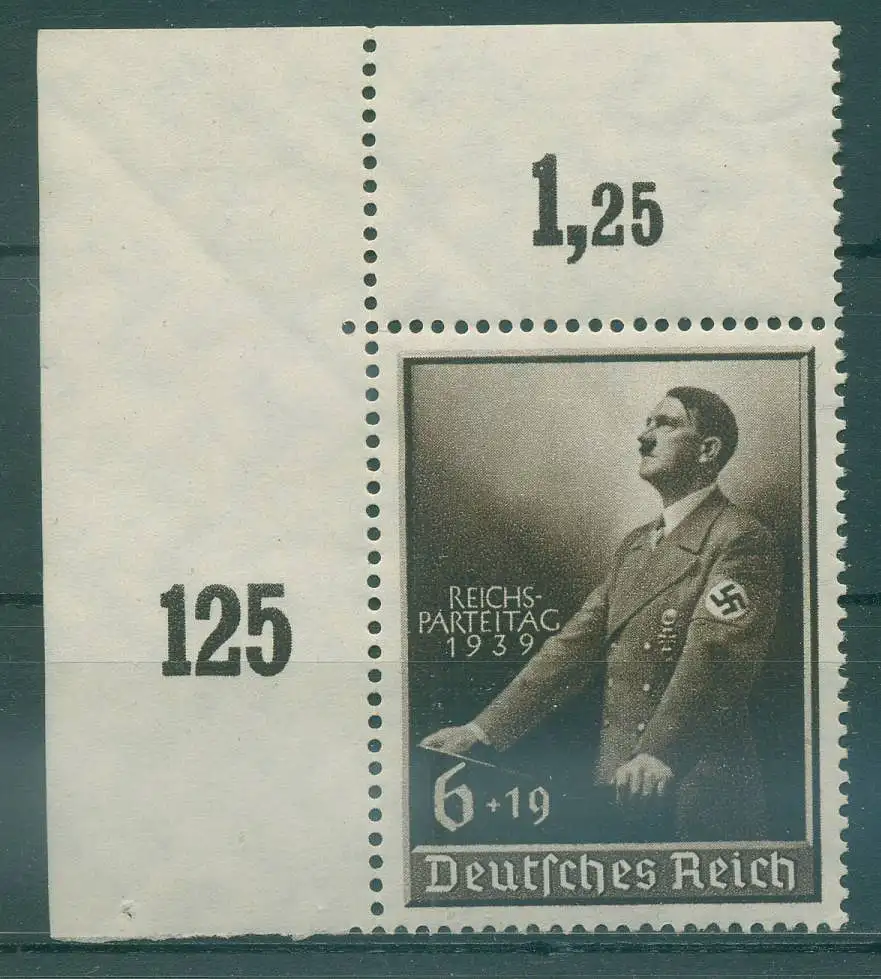 1,25
125
REICHS-
PARTEITAG
1939
6 + 19
Deutſches Reich